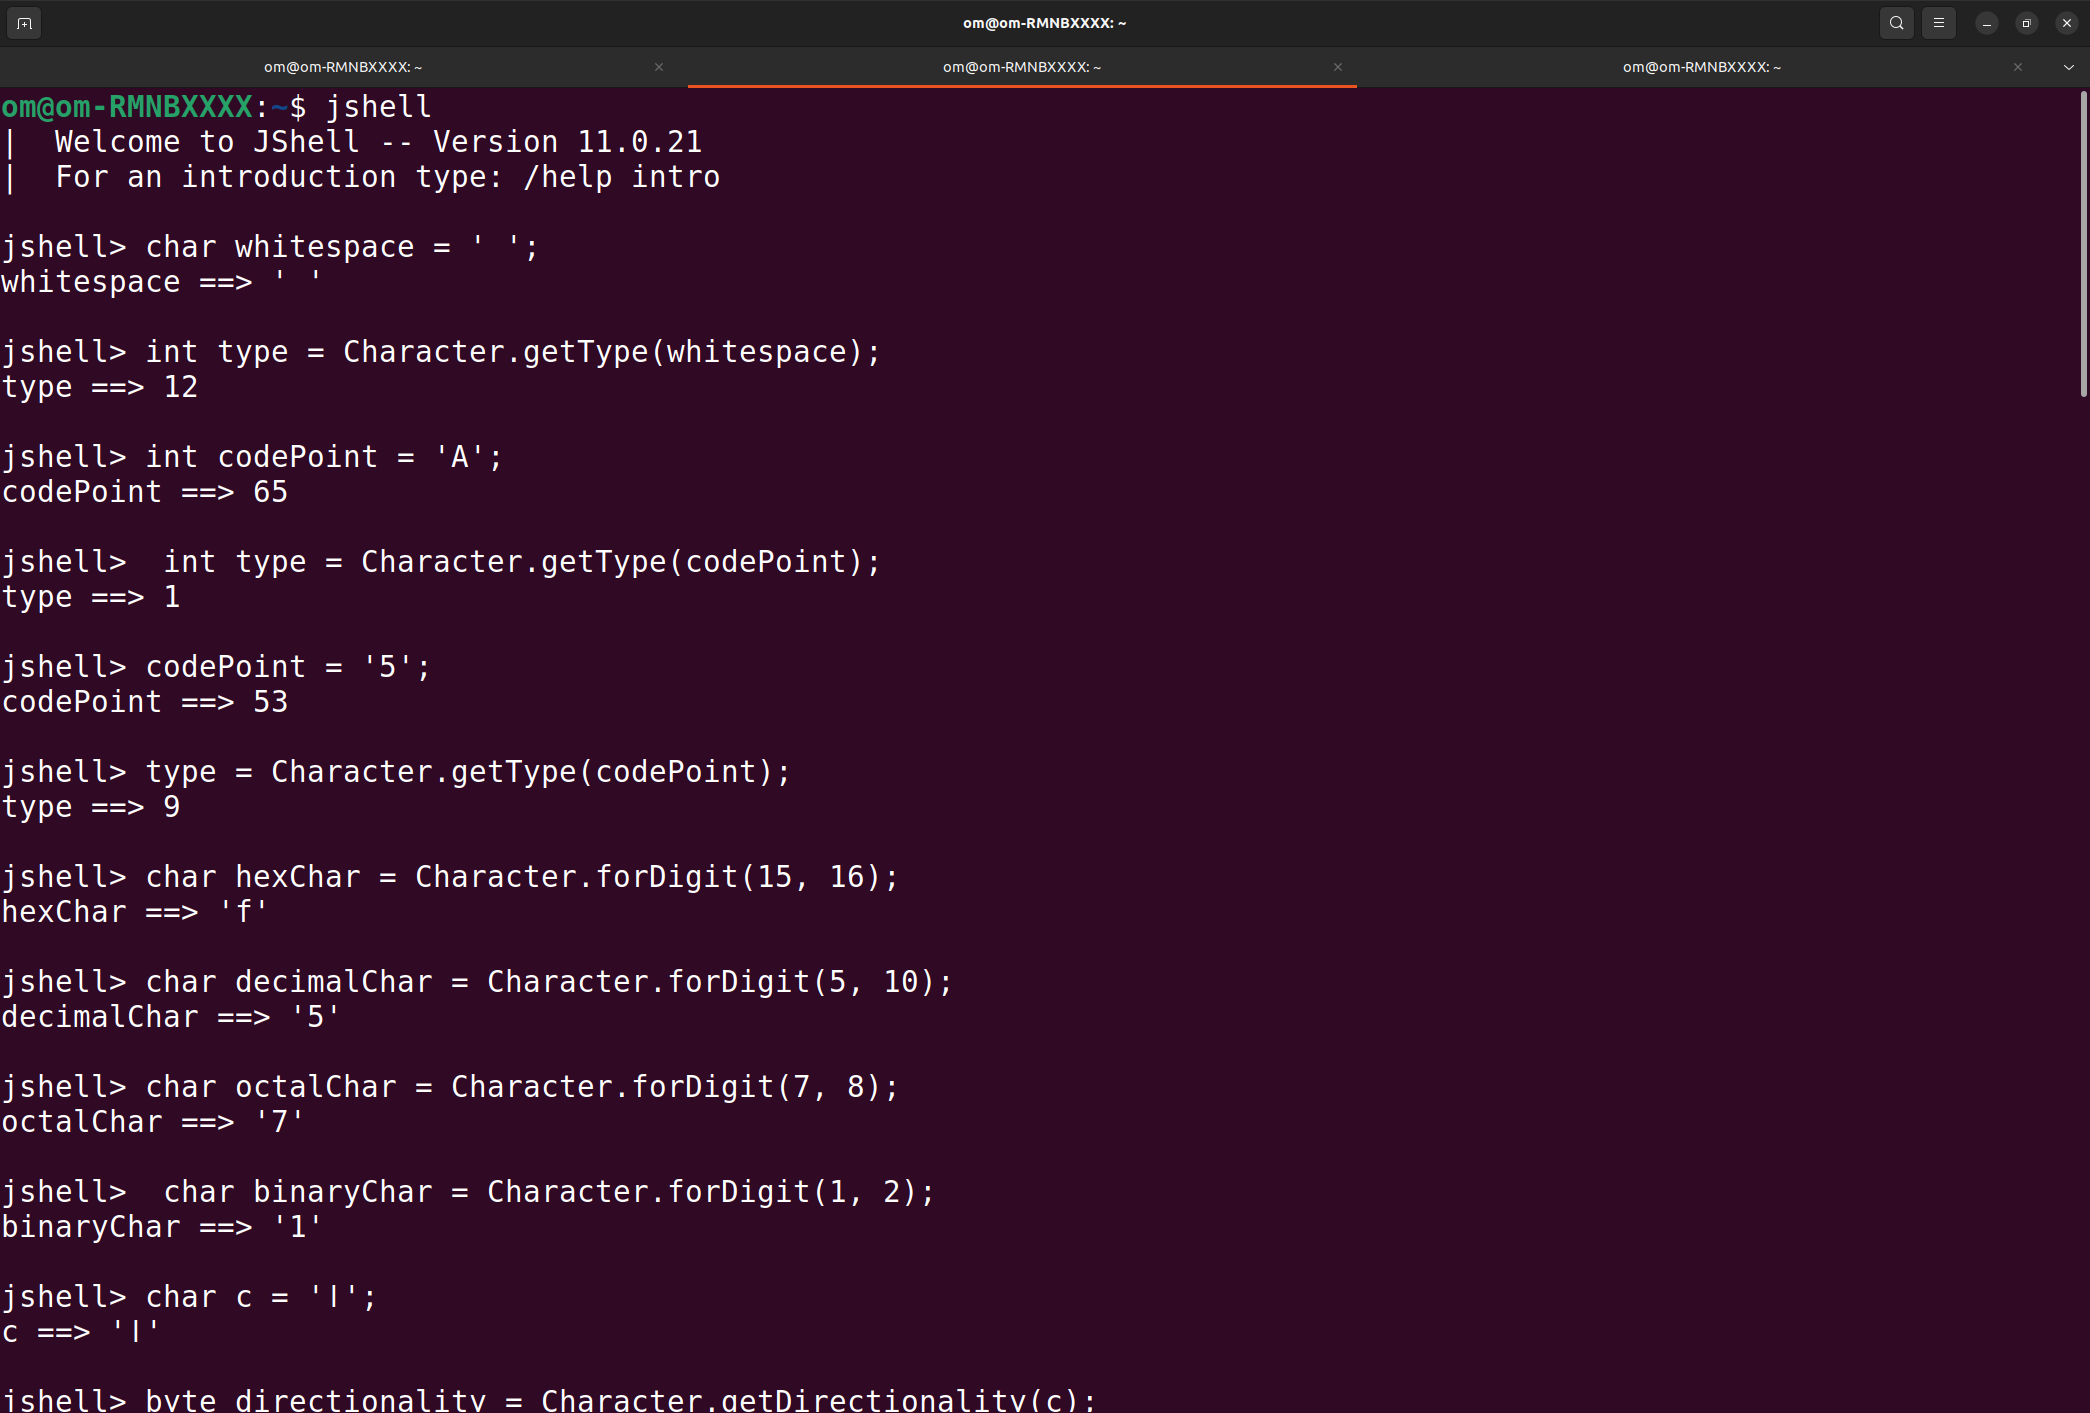 om@om-RMNBXXXX: ~
om@om-RMNBXXXX: ~
om@om-RMNBXXXX: ~
om@om-RMNBXXXX: ~
om@om-RMNBXXXX:~$ jshell
|  Welcome to JShell -- Version 11.0.21
|  For an introduction type: /help intro
jshell> char whitespace = ' ';
whitespace ==> ' '
jshell> int type = Character.getType(whitespace);
type ==> 12
jshell> int codePoint = 'A';
codePoint ==> 65
jshell>  int type = Character.getType(codePoint);
type ==> 1
jshell> codePoint = '5';
codePoint ==> 53
jshell> type = Character.getType(codePoint);
type ==> 9
jshell> char hexChar = Character.forDigit(15, 16);
hexChar ==> 'f'
jshell> char decimalChar = Character.forDigit(5, 10);
decimalChar ==> '5'
jshell> char octalChar = Character.forDigit(7, 8);
octalChar ==> '7'
jshell>  char binaryChar = Character.forDigit(1, 2);
binaryChar ==> '1'
jshell> char c = 'ا';
c ==> 'ا'
jshell> byte directionality = Character.getDirectionality(c);